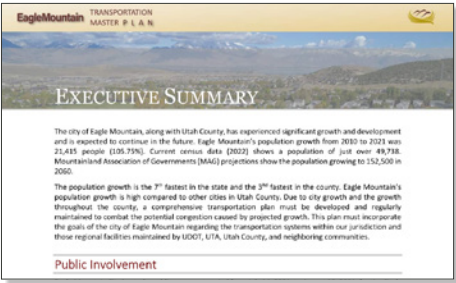 EagleMountain TRANSPORTATION
MASTER PLAN
EXECUTIVE SUMMARY
The city of Eagle Mountain, along with Utah County, has experienced significant growth and development
and is expected to continue in the future. Eagle Mountain's population growth from 2010 to 2021 was
21,415 people (105.75%). Current census data (2022) shows a population of just over 49,738.
Mountainland Association of Governments (MAG) projections show the population growing to 152,500 in
2060.
The population growth is the 7th fastest in the state and the 3rd fastest in the county. Eagle Mountain's
population growth is high compared to other cities in Utah County. Due to city growth and the growth
throughout the county, a comprehensive transportation plan must be developed and regularly
maintained to combat the potential congestion caused by projected growth. This plan must incorporate
the goals of the city of Eagle Mountain regarding the transportation systems within our jurisdiction and
those regional facilities maintained by UDOT, UTA, Utah County, and neighboring communities.
Public Involvement